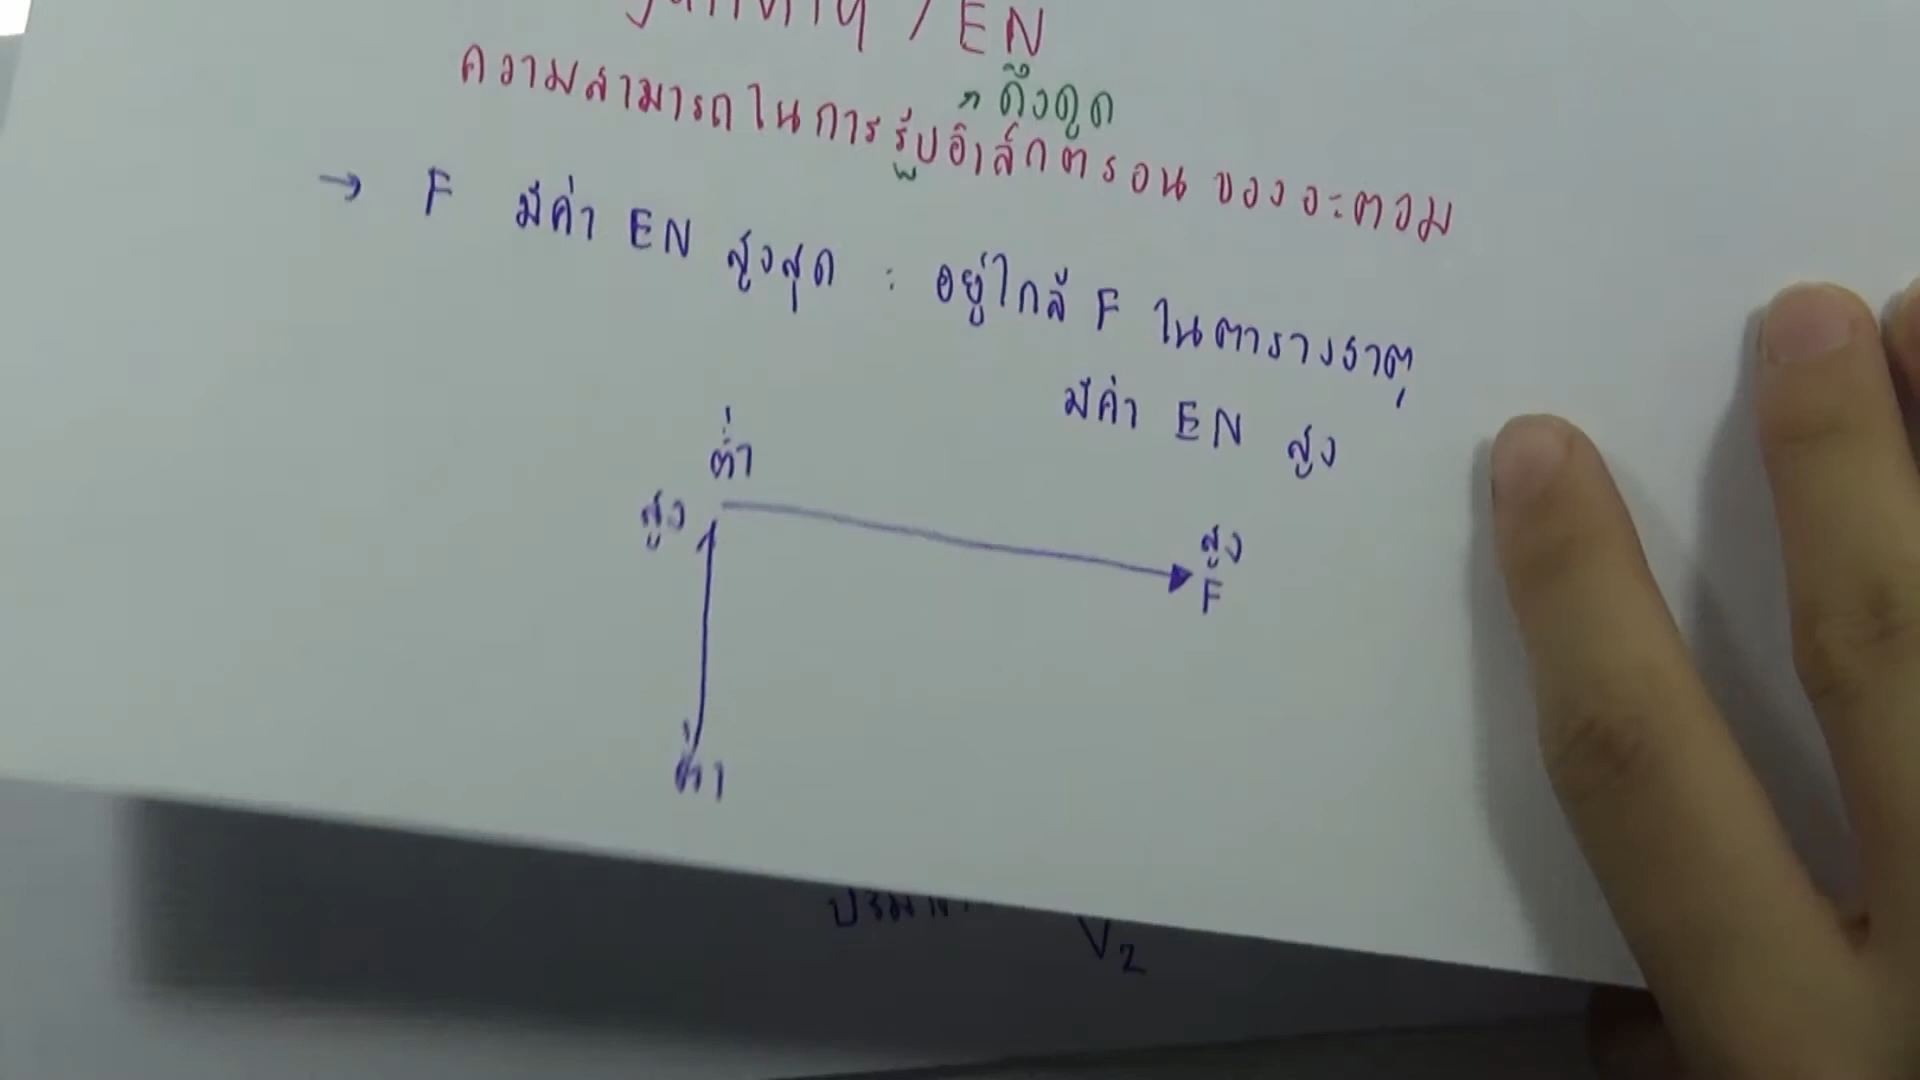 / EN
ดึงดูด
ความสามารถในการรับอิเล็กตรอนของอะตอม
→ F มีค่า EN สูงสุด : อยู่ใกล้ F ในตารางธาตุ
มีค่า EN สูง
ต่ำ
สูง
สูง
F
ต่ำ
V₂